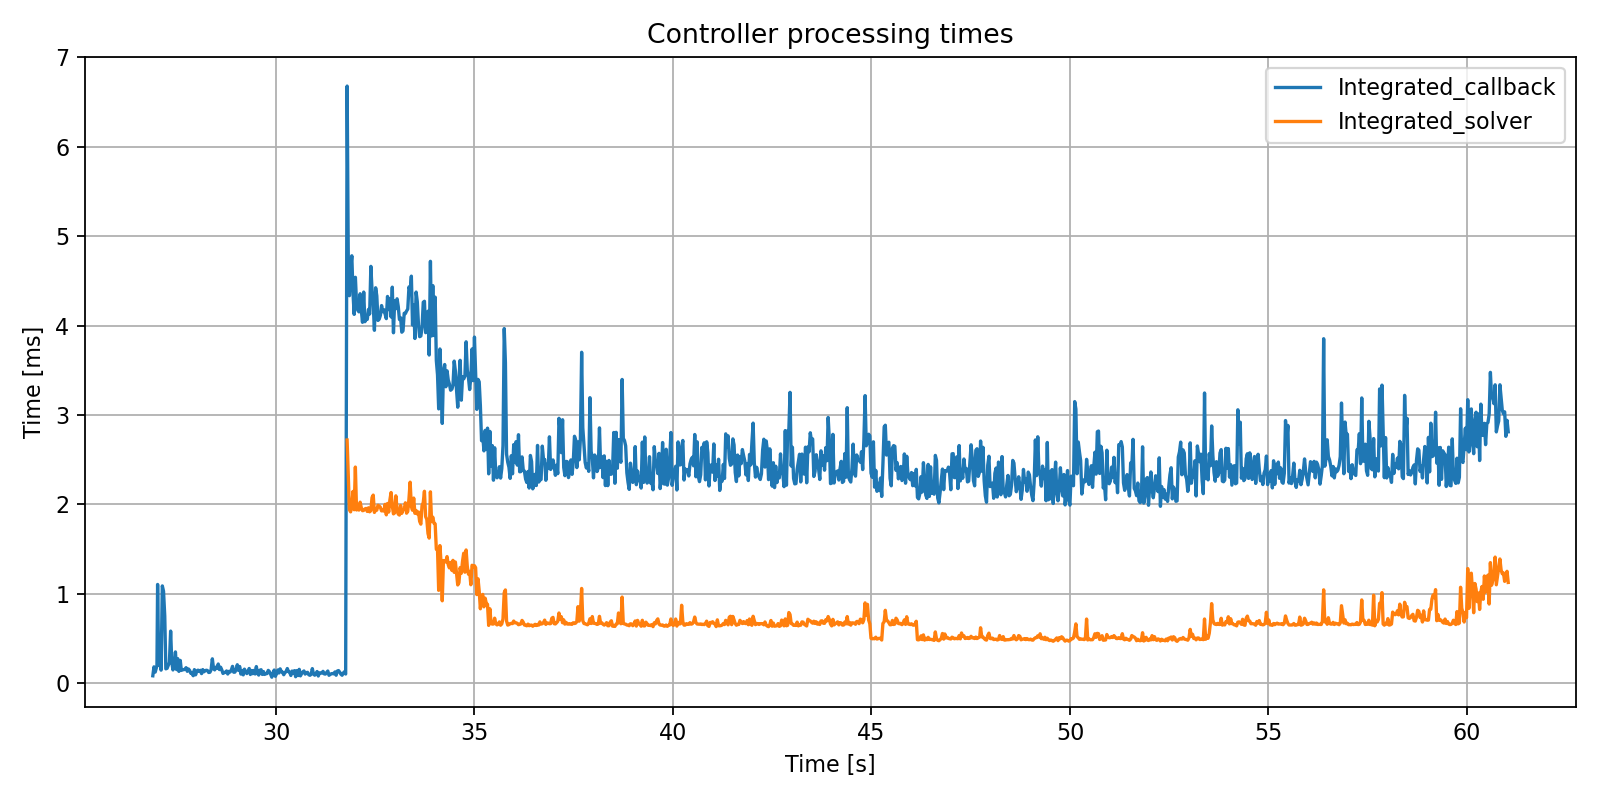 Controller processing times
Integrated_callback
Integrated_solver
Time [ms]
7
6
5
4
3
2
1
0
30 35 40 45 50 55 60
Time [s]